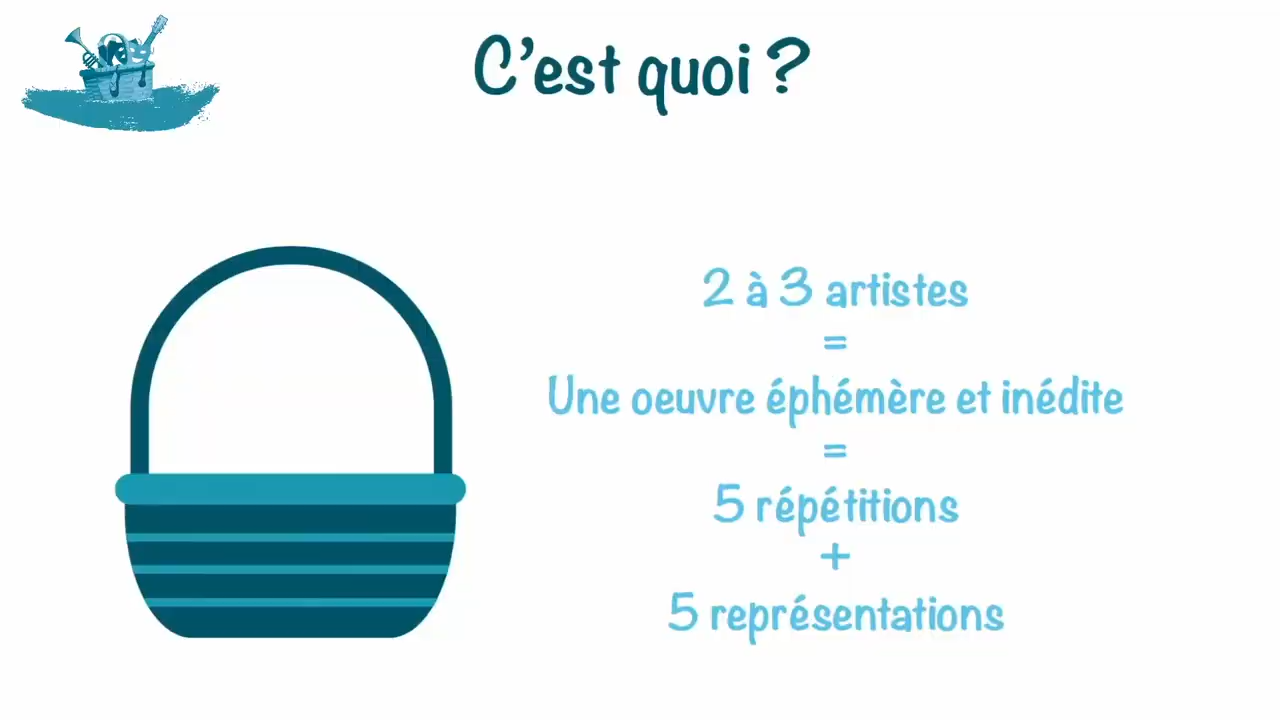 C'est quoi ?
2 à 3 artistes
=
Une oeuvre éphémère et inédite
=
5 répétitions
+
5 représentations